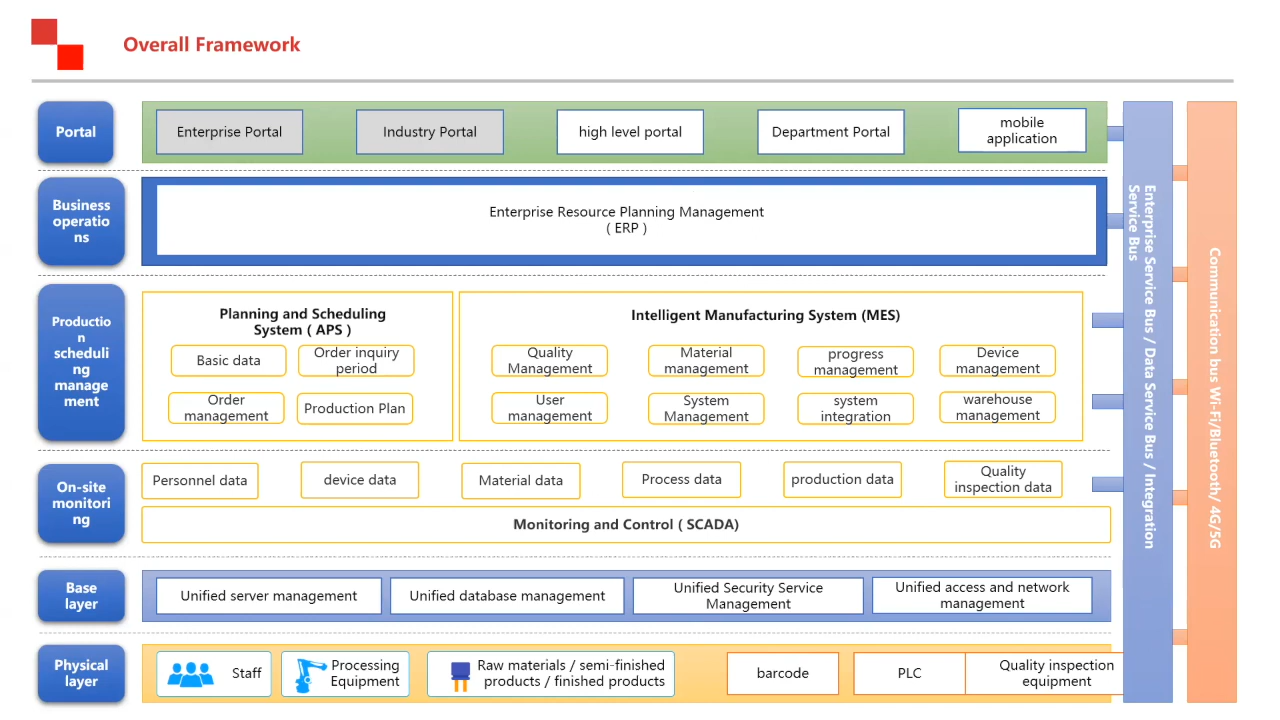 Overall Framework
Portal
Enterprise Portal
Industry Portal
high level portal
Department Portal
mobile
application
Business
operatio
ns
Enterprise Resource Planning Management
( ERP )
Productio
n
scheduli
ng
manage
ment
Planning and Scheduling
System ( APS )
Basic data
Order inquiry
period
Order
management
Production Plan
Intelligent Manufacturing System (MES)
Quality
Management
Material
management
progress
management
Device
management
User
management
System
Management
system
integration
warehouse
management
On-site
monitori
ng
Personnel data
device data
Material data
Process data
production data
Quality
inspection data
Monitoring and Control ( SCADA)
Base
layer
Unified server management
Unified database management
Unified Security Service
Management
Unified access and network
management
Physical
layer
Staff
Processing
Equipment
Raw materials / semi-finished
products / finished products
barcode
PLC
Quality inspection
equipment
Enterprise Service Bus / Data Service Bus / Integration
Service Bus
Communication bus Wi-Fi/Bluetooth/ 4G/5G